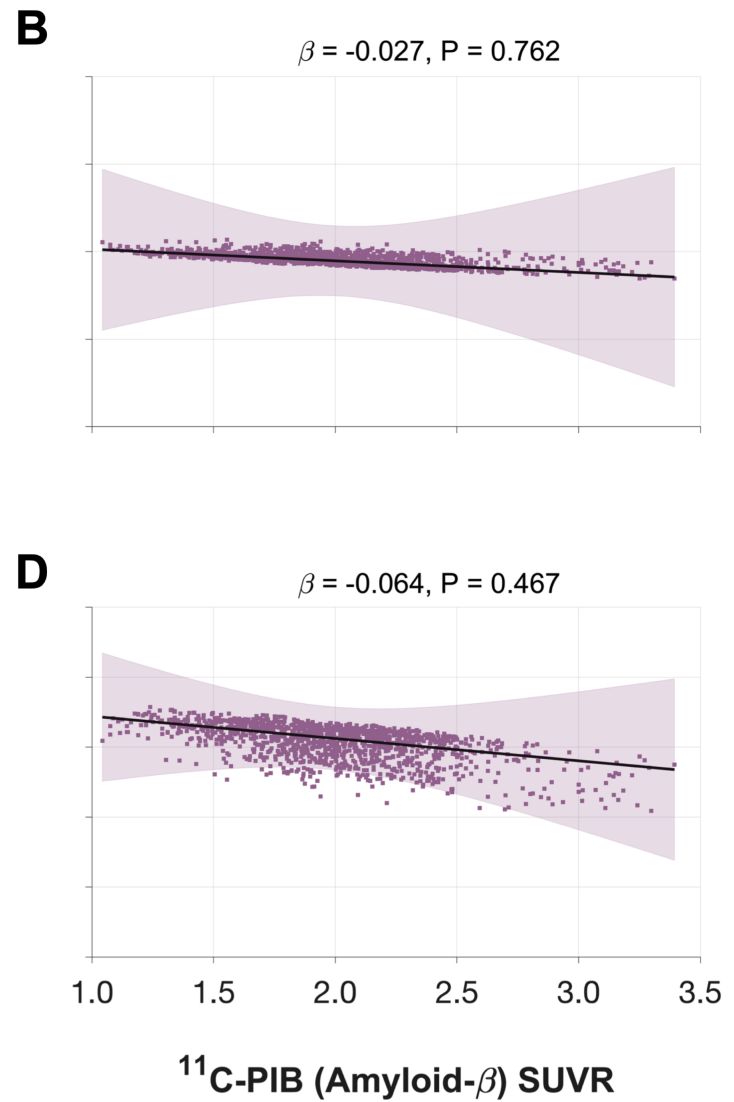 B
β = -0.027, P = 0.762
D
β = -0.064, P = 0.467
1.0 1.5 2.0 2.5 3.0 3.5
¹¹C-PIB (Amyloid-β) SUVR